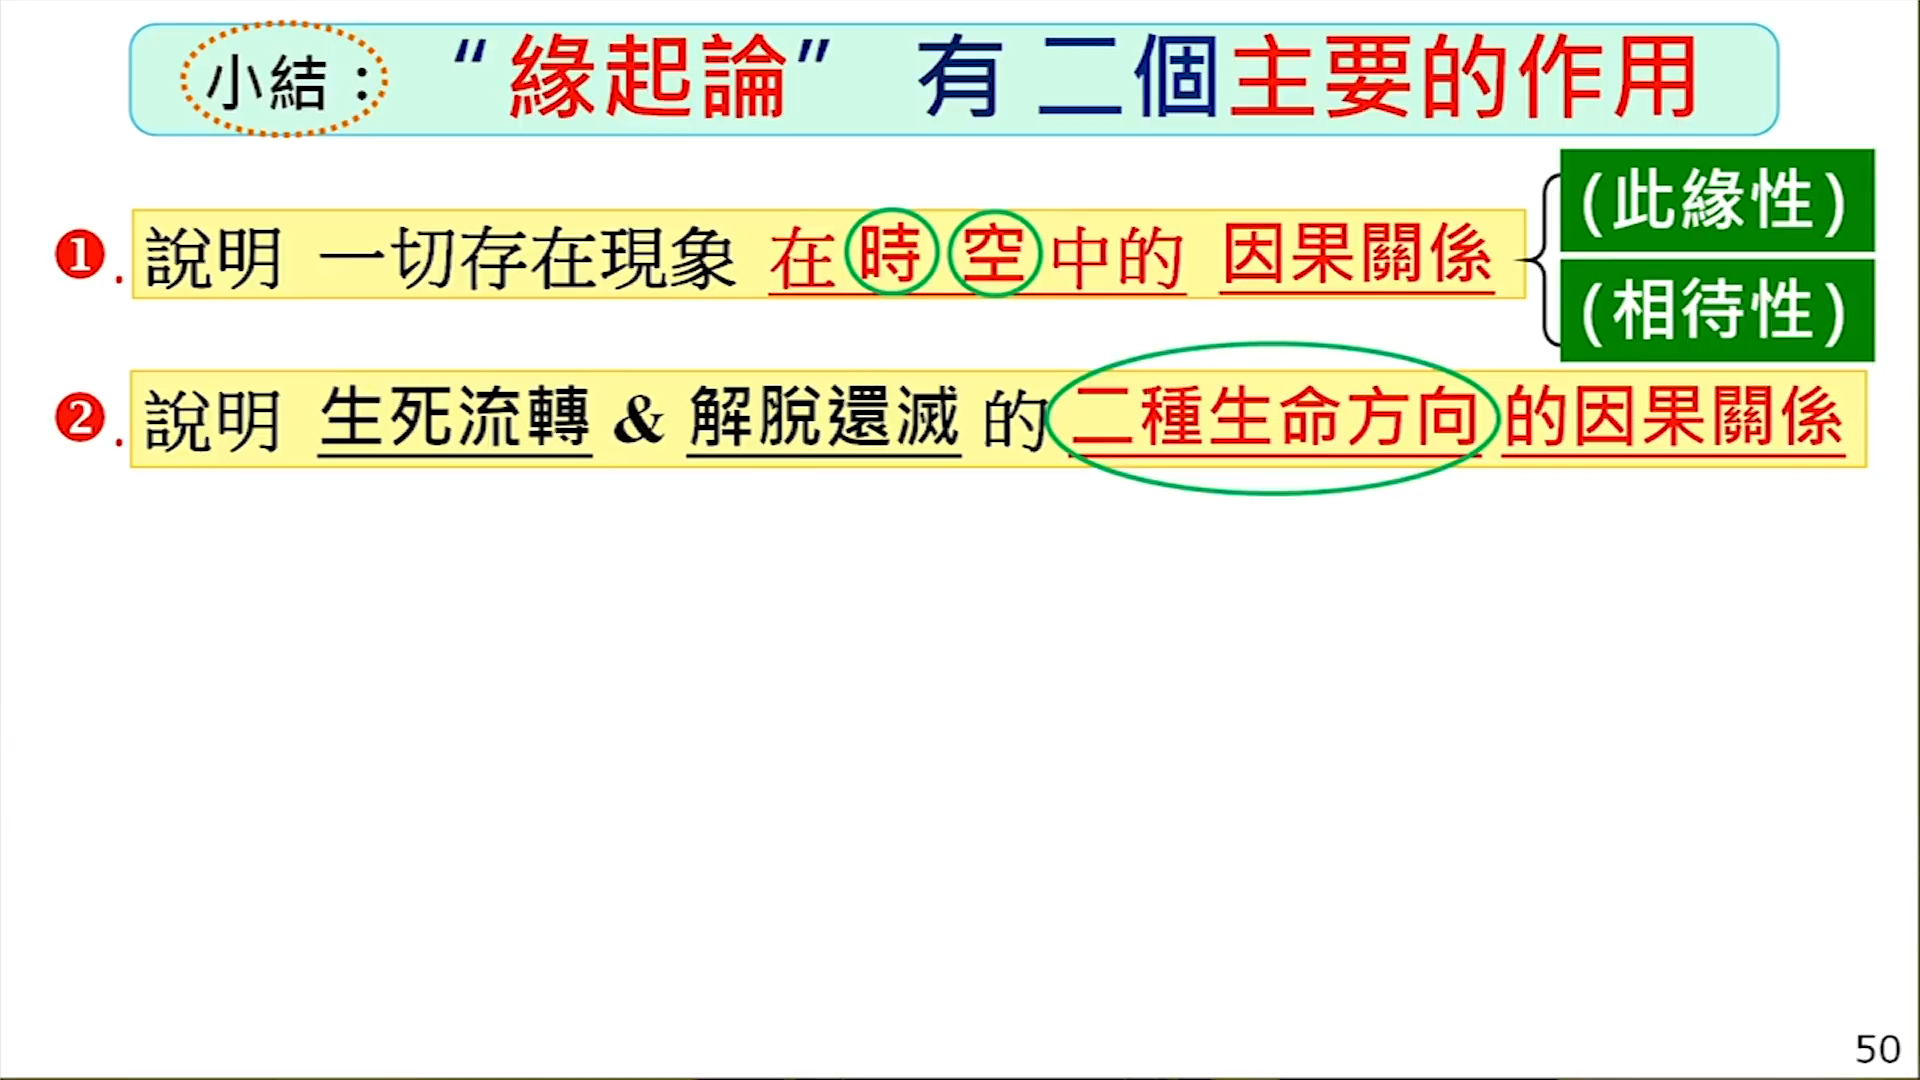 小結： “緣起論” 有 二個主要的作用
❶. 說明 一切存在現象 在時空中的 因果關係
(此緣性)
(相待性)
❷. 說明 生死流轉 & 解脫還滅 的二種生命方向的因果關係
50